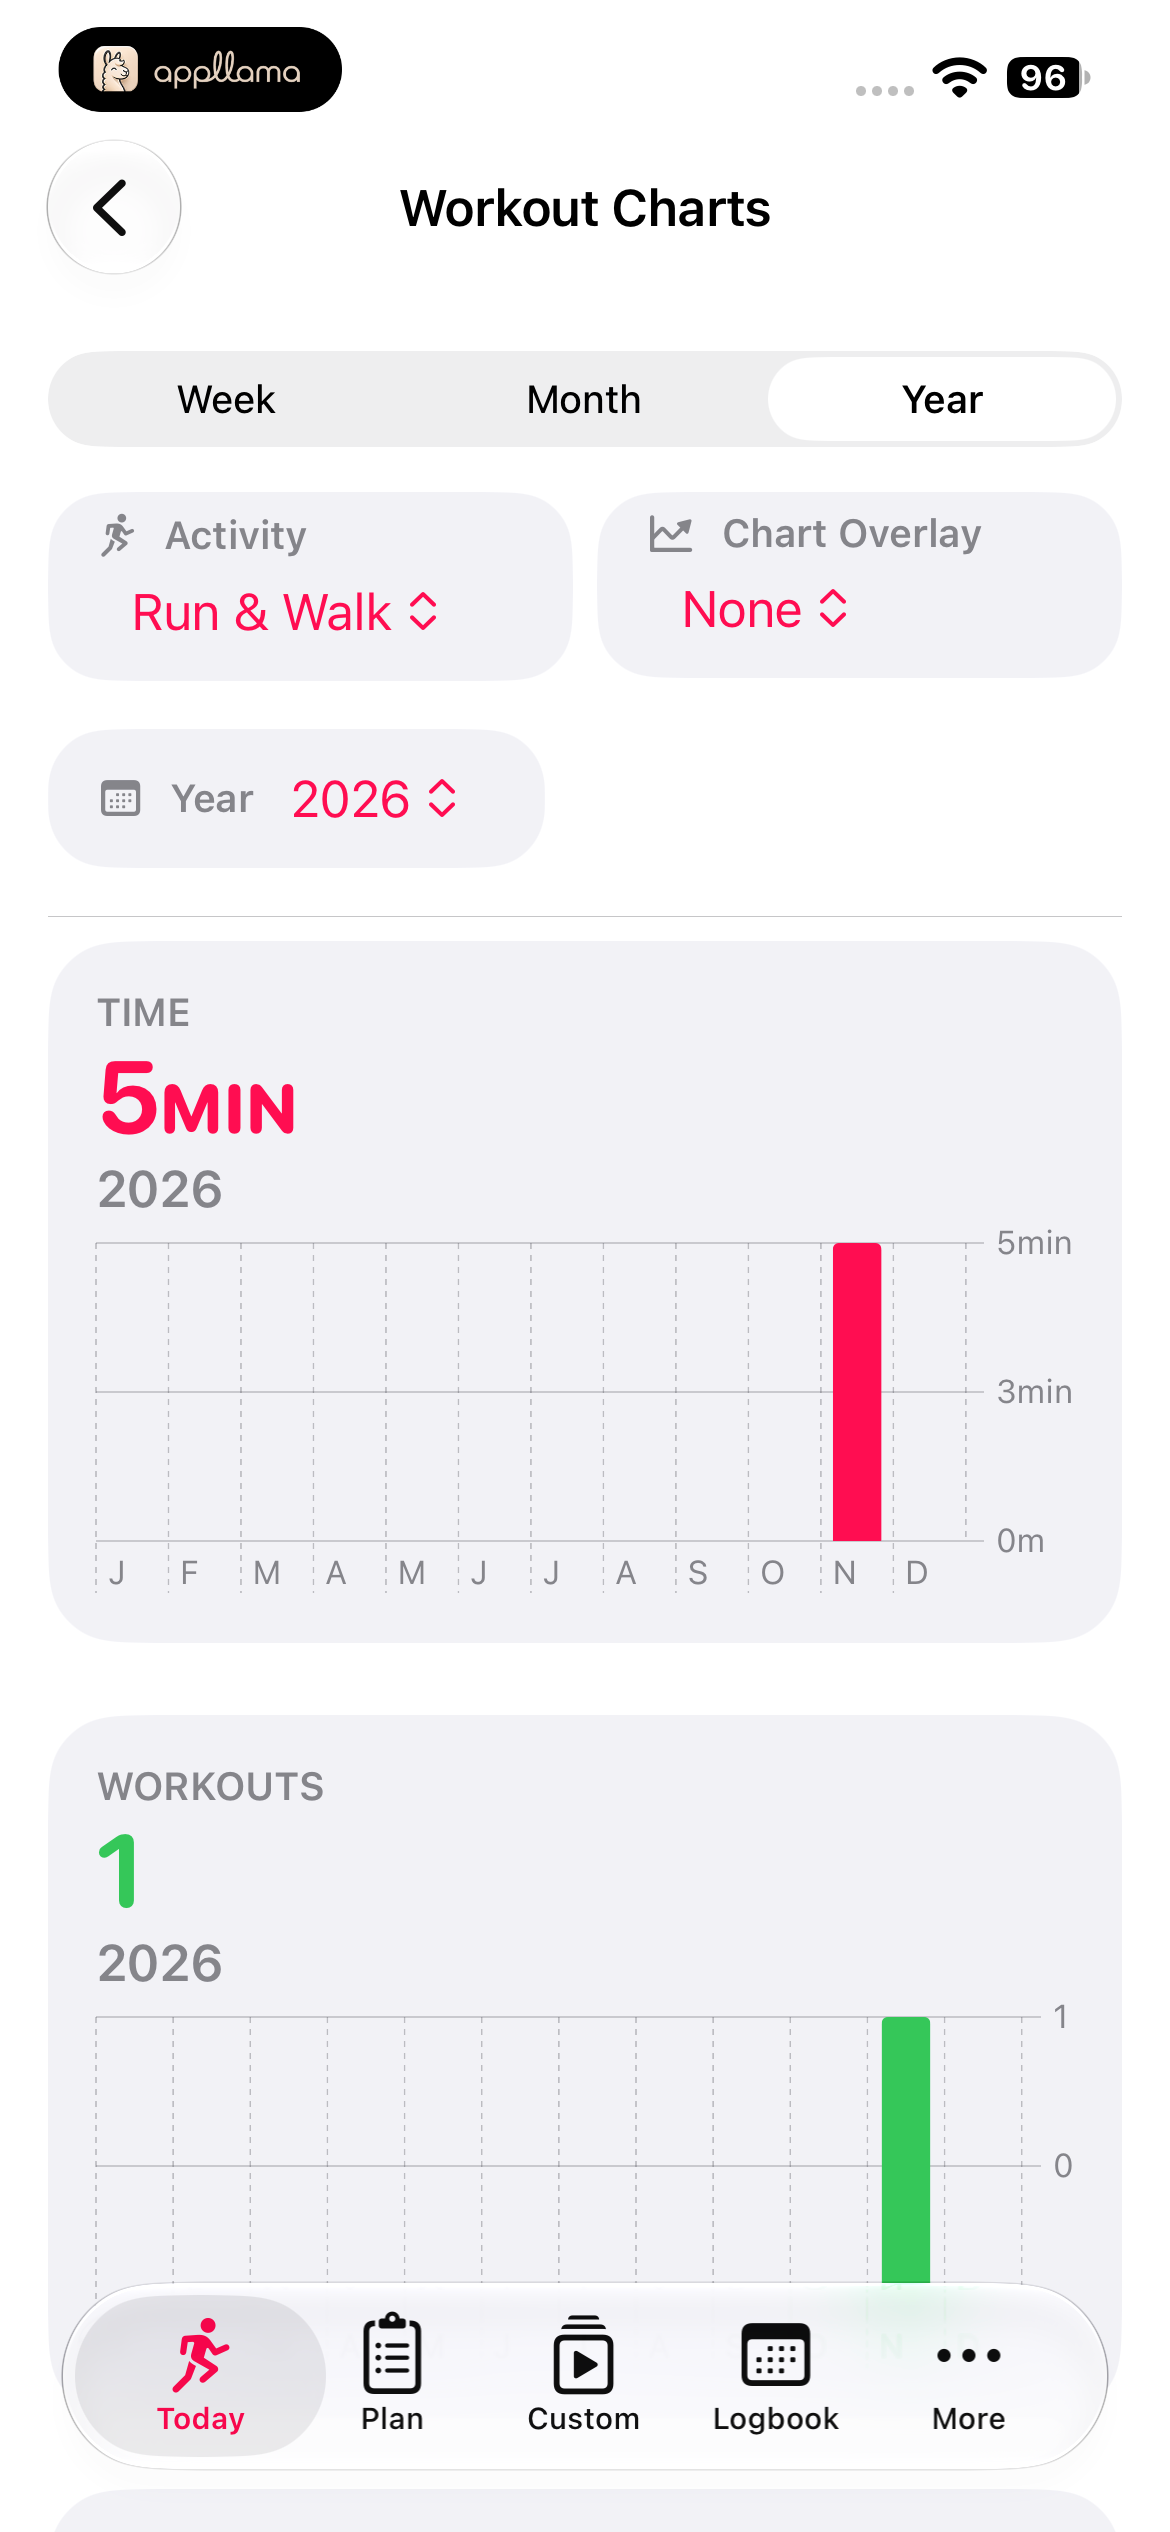 appllama
96
Workout Charts
Week Month Year
Activity
Run & Walk
Chart Overlay
None
Year 2026
TIME
5MIN
2026
5min
3min
0m
J F M A M J J A S O N D
WORKOUTS
1
2026
1
0
Today Plan Custom Logbook More